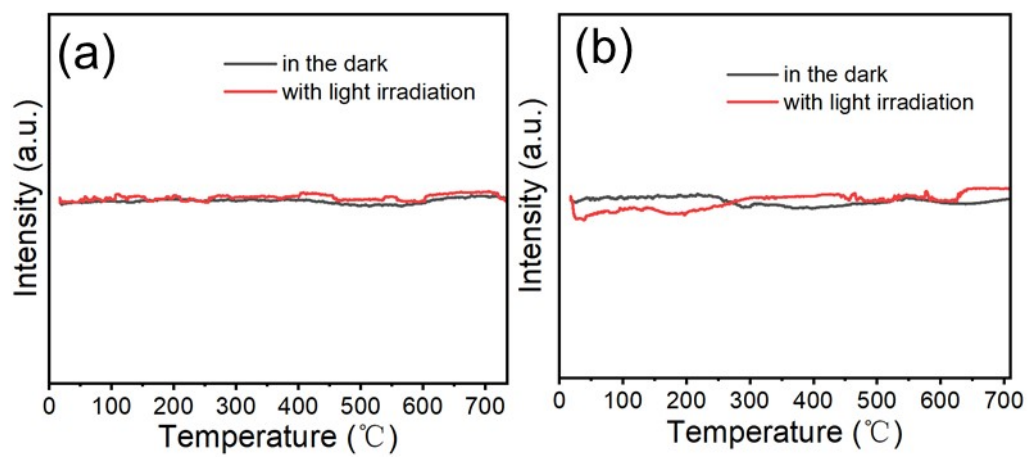 (a)
in the dark
with light irradiation
Intensity (a.u.)
0 100 200 300 400 500 600 700
Temperature (℃)
(b)
in the dark
with light irradiation
Intensity (a.u.)
0 100 200 300 400 500 600 700
Temperature (℃)